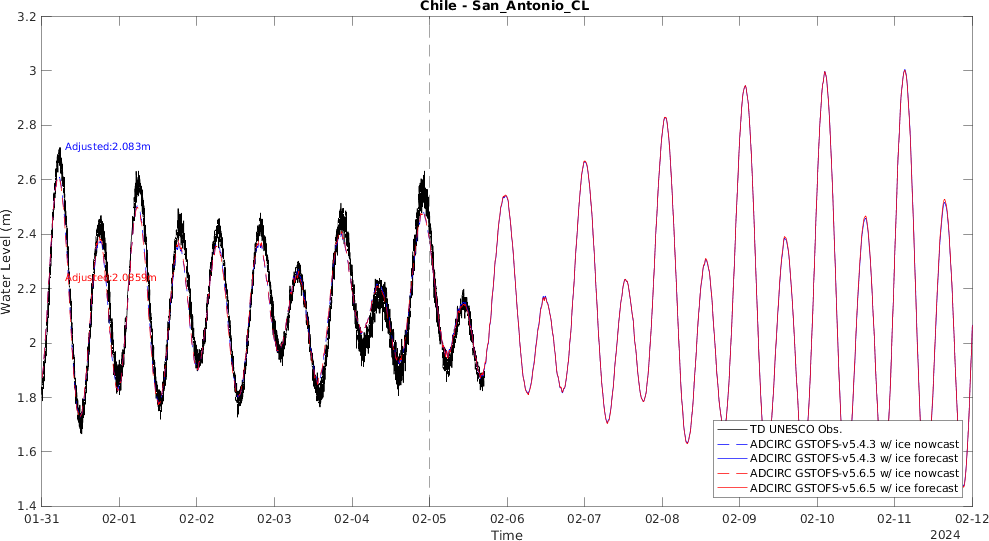 Chile - San_Antonio_CL
3.2
3
2.8
2.6
2.4
2.2
2
1.8
1.6
1.4
Water Level (m)
Adjusted:2.083m
Adjusted:2.0359m
TD UNESCO Obs.
ADCIRC GSTOFS-v5.4.3 w/ ice nowcast
ADCIRC GSTOFS-v5.4.3 w/ ice forecast
ADCIRC GSTOFS-v5.6.5 w/ ice nowcast
ADCIRC GSTOFS-v5.6.5 w/ ice forecast
01-31 02-01 02-02 02-03 02-04 02-05 02-06 02-07 02-08 02-09 02-10 02-11 02-12
Time
2024